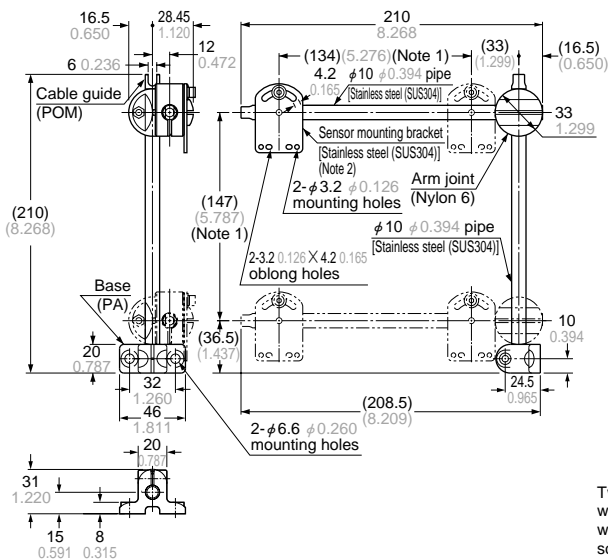 16.5
0.650
28.45
1.120
12
0.472
6 0.236
Cable guide
(POM)
(210)
8.268
Base
(PA)
20
0.787
32
1.260
46
1.811
2-φ6.6 φ0.260
mounting holes
210
8.268
(134)(5.276)(Note 1)
(33)
(1.299)
(16.5)
(0.650)
4.2
0.165
φ10 φ0.394 pipe
[Stainless steel (SUS304)]
33
1.299
Sensor mounting bracket
[Stainless steel (SUS304)]
(Note 2)
Arm joint
(Nylon 6)
2-φ3.2 φ0.126
mounting holes
(147)
(5.787)
(Note 1)
φ10 φ0.394 pipe
[Stainless steel (SUS304)]
2-3.2 0.126 X 4.2 0.165
oblong holes
(36.5)
(1.437)
10
0.394
24.5
0.965
(208.5)
(8.209)
20
0.787
31
1.220
15
0.591
8
0.315